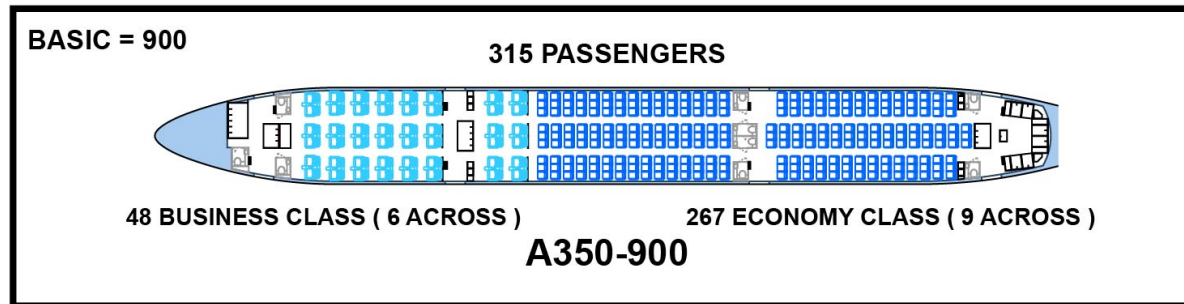 BASIC = 900
315 PASSENGERS
48 BUSINESS CLASS ( 6 ACROSS )
267 ECONOMY CLASS ( 9 ACROSS )
A350-900